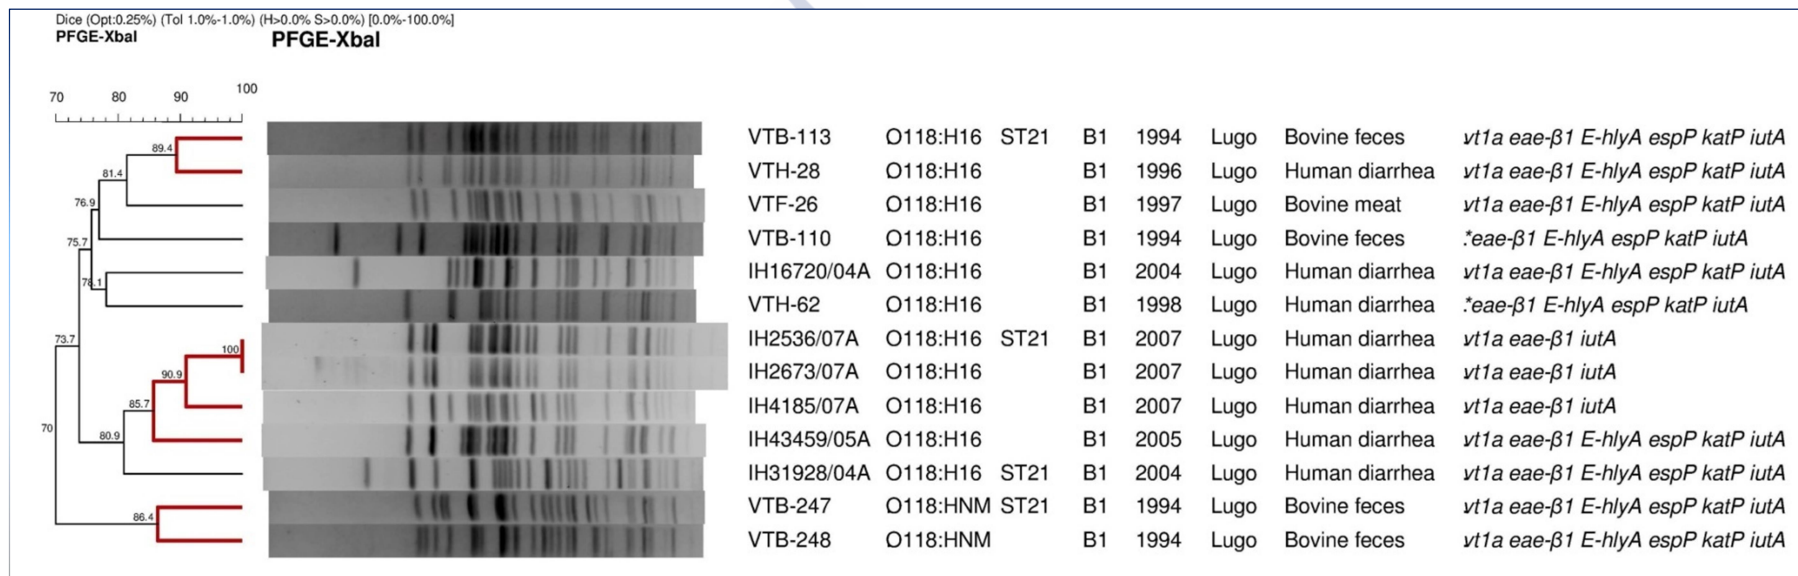 Dice (Opt:0.25%) (Tol 1.0%-1.0%) (H>0.0% S>0.0%) [0.0%-100.0%]
PFGE-XbaI PFGE-XbaI
70 80 90 100
89.4
81.4
76.9
75.7
78.1
73.7
100
90.9
85.7
70
80.9
86.4
VTB-113 O118:H16 ST21 B1 1994 Lugo Bovine feces vt1a eae-β1 E-hlyA espP katP iutA
VTH-28 O118:H16 B1 1996 Lugo Human diarrhea vt1a eae-β1 E-hlyA espP katP iutA
VTF-26 O118:H16 B1 1997 Lugo Bovine meat vt1a eae-β1 E-hlyA espP katP iutA
VTB-110 O118:H16 B1 1994 Lugo Bovine feces .*eae-β1 E-hlyA espP katP iutA
IH16720/04A O118:H16 B1 2004 Lugo Human diarrhea vt1a eae-β1 E-hlyA espP katP iutA
VTH-62 O118:H16 B1 1998 Lugo Human diarrhea .*eae-β1 E-hlyA espP katP iutA
IH2536/07A O118:H16 ST21 B1 2007 Lugo Human diarrhea vt1a eae-β1 iutA
IH2673/07A O118:H16 B1 2007 Lugo Human diarrhea vt1a eae-β1 iutA
IH4185/07A O118:H16 B1 2007 Lugo Human diarrhea vt1a eae-β1 iutA
IH43459/05A O118:H16 B1 2005 Lugo Human diarrhea vt1a eae-β1 E-hlyA espP katP iutA
IH31928/04A O118:H16 ST21 B1 2004 Lugo Human diarrhea vt1a eae-β1 E-hlyA espP katP iutA
VTB-247 O118:HNM ST21 B1 1994 Lugo Bovine feces vt1a eae-β1 E-hlyA espP katP iutA
VTB-248 O118:HNM B1 1994 Lugo Bovine feces vt1a eae-β1 E-hlyA espP katP iutA